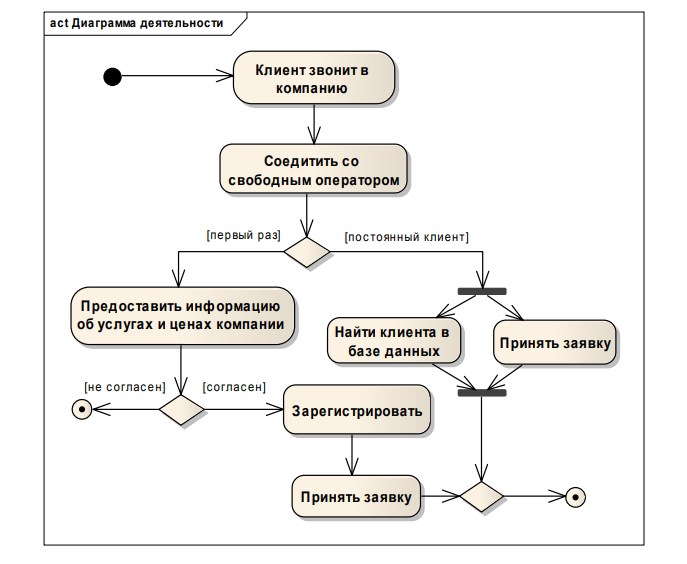 act Диаграмма деятельности
Клиент звонит в
компанию
Соедитить со
свободным оператором
[первый раз]
[постоянный клиент]
Предоставить информацию
об услугах и ценах компании
Найти клиента в
базе данных
Принять заявку
[не согласен]
[согласен]
Зарегистрировать
Принять заявку